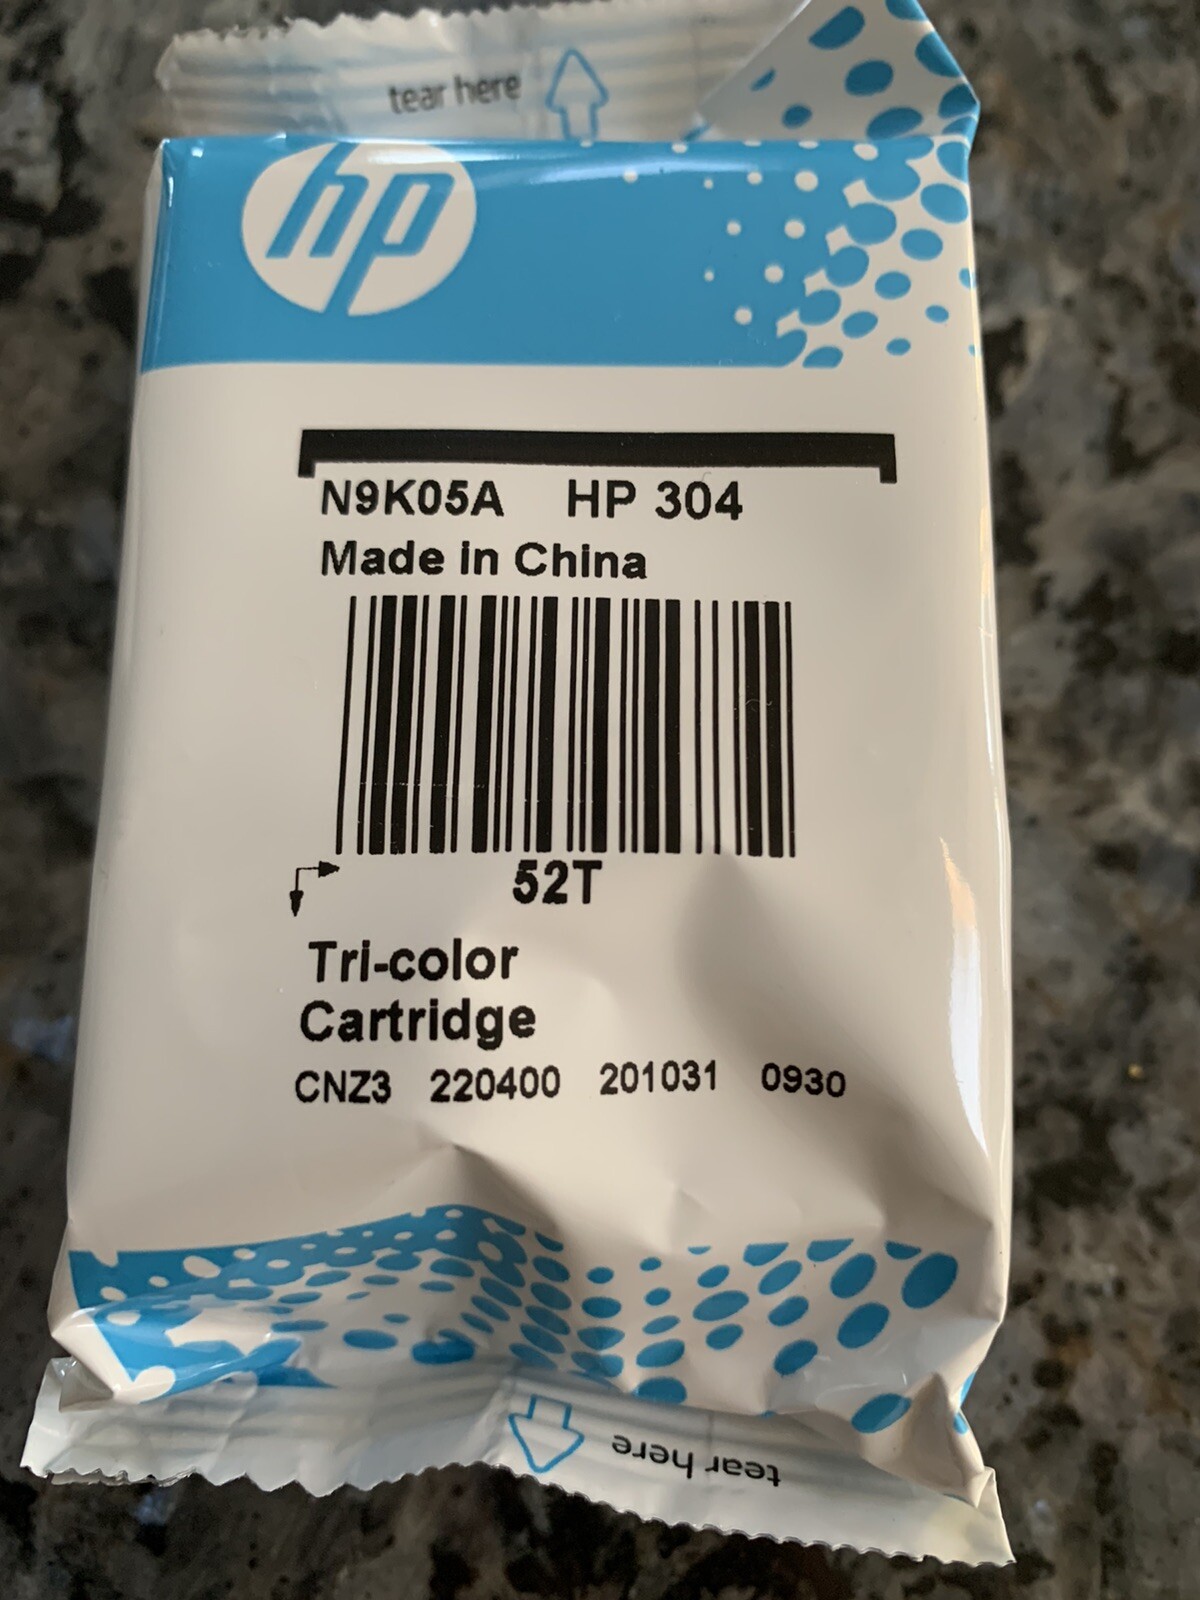 tear here
hp
N9K05A HP 304
Made in China
52T
Tri-color
Cartridge
CNZ3 220400 201031 0930
tear here